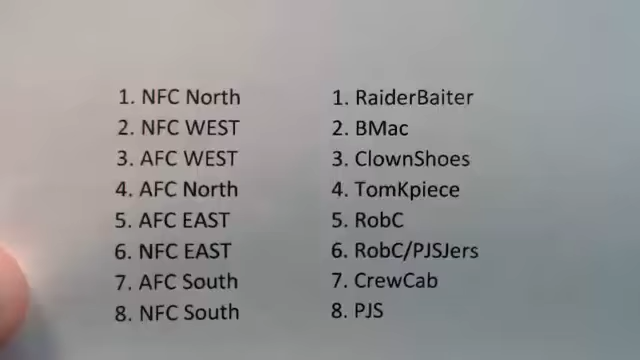 1. NFC North
2. NFC WEST
3. AFC WEST
4. AFC North
5. AFC EAST
6. NFC EAST
7. AFC South
8. NFC South
1. RaiderBaiter
2. BMac
3. ClownShoes
4. TomKpiece
5. RobC
6. RobC/PJSJers
7. CrewCab
8. PJS